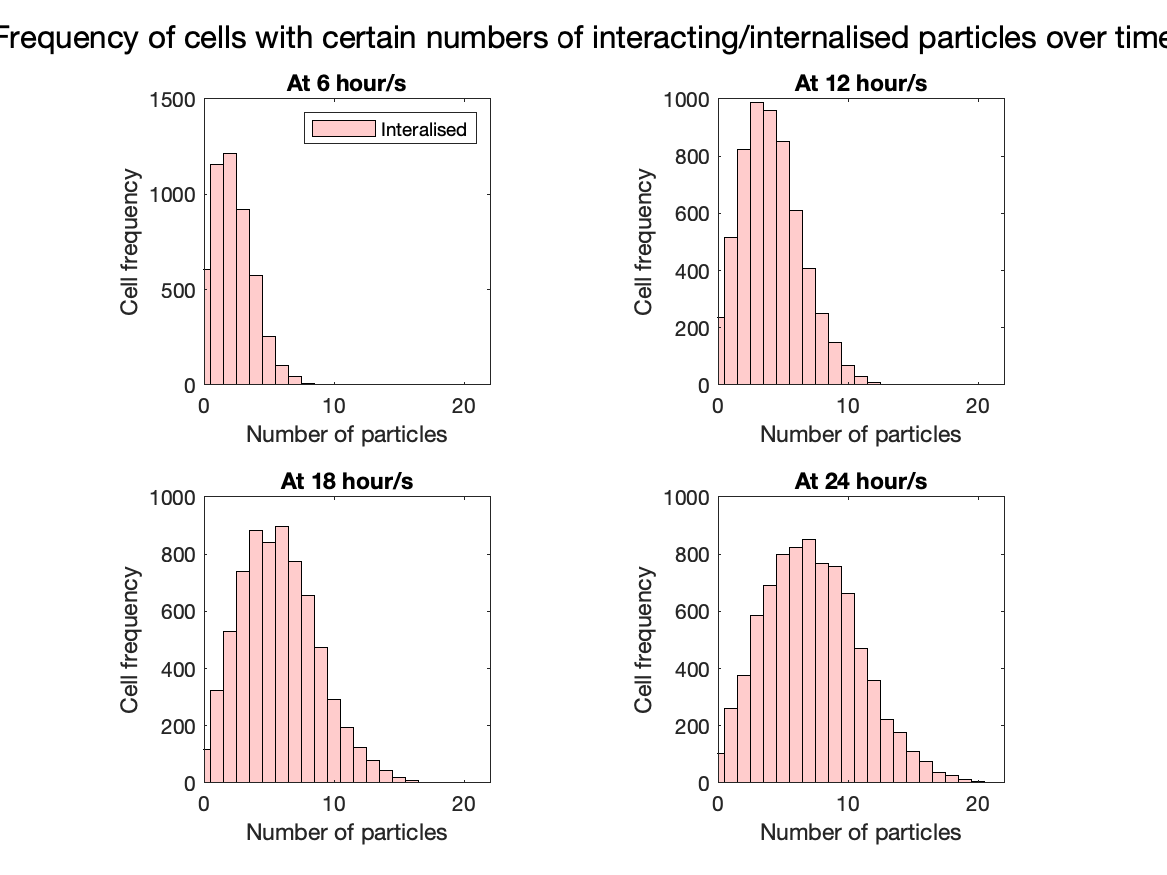 Frequency of cells with certain numbers of interacting/internalised particles over time
At 6 hour/s
1500
1000
500
0
Cell frequency
Interalised
0 10 20
Number of particles
At 12 hour/s
1000
800
600
400
200
0
Cell frequency
0 10 20
Number of particles
At 18 hour/s
1000
800
600
400
200
0
Cell frequency
0 10 20
Number of particles
At 24 hour/s
1000
800
600
400
200
0
Cell frequency
0 10 20
Number of particles